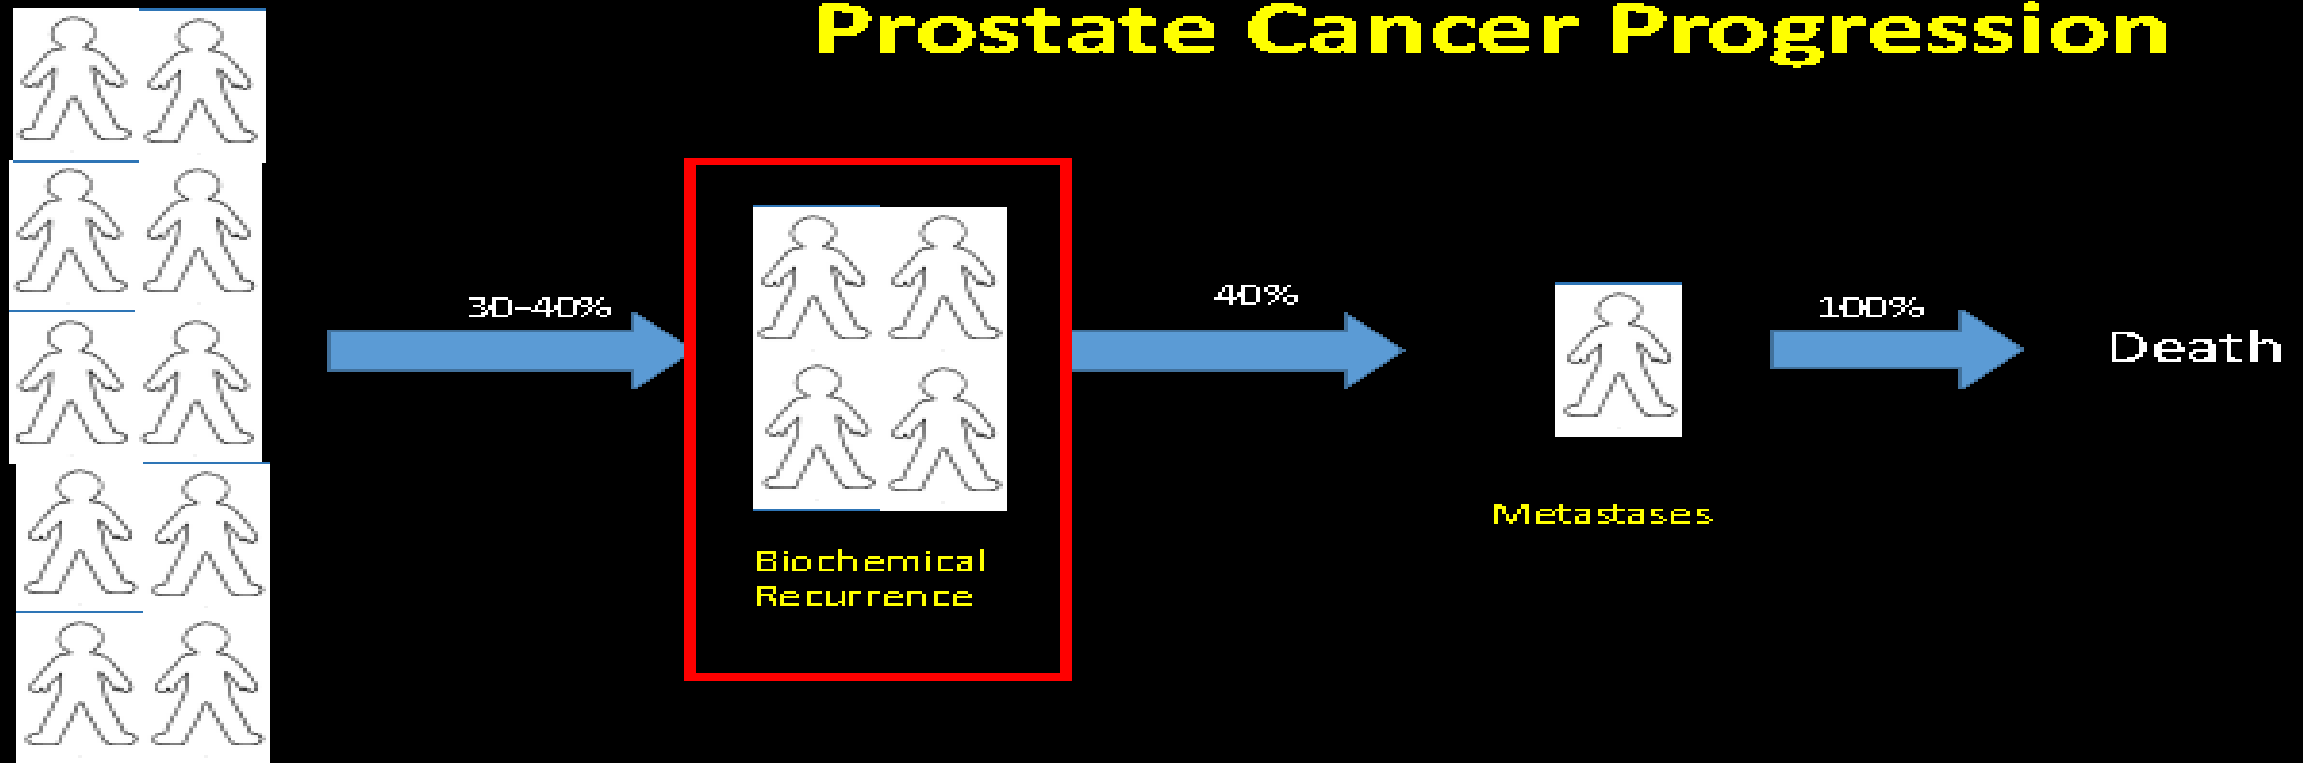 Prostate Cancer Progression
30-40%
40%
100%
Death
Metastases
Biochemical
Recurrence